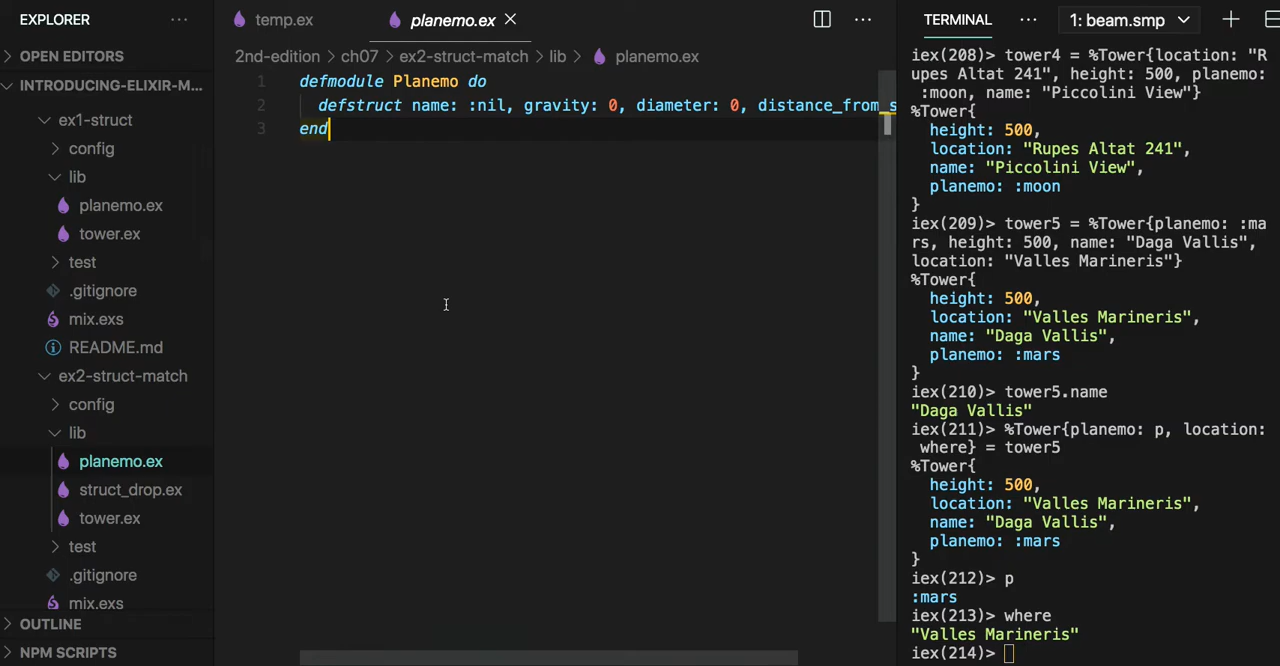 EXPLORER
OPEN EDITORS
INTRODUCING-ELIXIR-M...
ex1-struct
config
lib
planemo.ex
tower.ex
test
.gitignore
mix.exs
README.md
ex2-struct-match
config
lib
planemo.ex
struct_drop.ex
tower.ex
test
.gitignore
mix.exs
OUTLINE
NPM SCRIPTS
temp.ex
planemo.ex
2nd-edition > ch07 > ex2-struct-match > lib > planemo.ex
1 defmodule Planemo do
2 defstruct name: :nil, gravity: 0, diameter: 0, distance_from_s
3 end
TERMINAL
1: beam.smp
iex(208)> tower4 = %Tower{location: "R
upes Altat 241", height: 500, planemo:
:moon, name: "Piccolini View"}
%Tower{
height: 500,
location: "Rupes Altat 241",
name: "Piccolini View",
planemo: :moon
}
iex(209)> tower5 = %Tower{planemo: :ma
rs, height: 500, name: "Daga Vallis",
location: "Valles Marineris"}
%Tower{
height: 500,
location: "Valles Marineris",
name: "Daga Vallis",
planemo: :mars
}
iex(210)> tower5.name
"Daga Vallis"
iex(211)> %Tower{planemo: p, location:
where} = tower5
%Tower{
height: 500,
location: "Valles Marineris",
name: "Daga Vallis",
planemo: :mars
}
iex(212)> p
:mars
iex(213)> where
"Valles Marineris"
iex(214)>